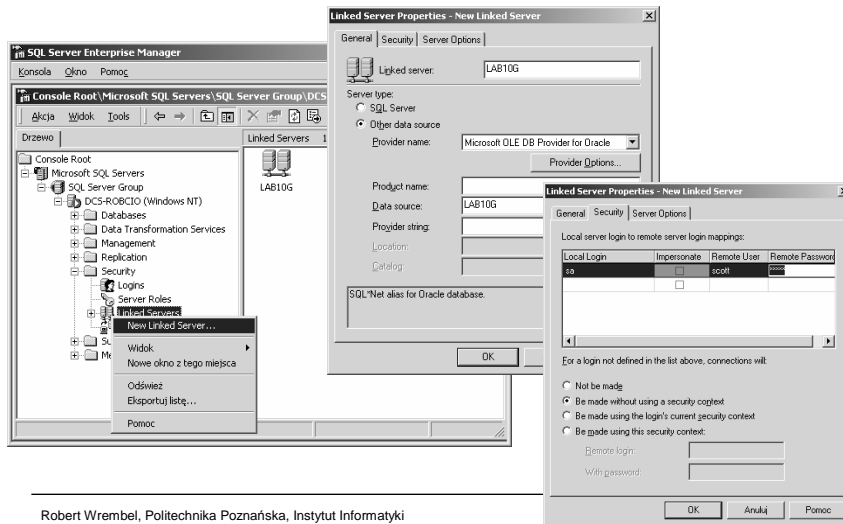 SQL Server Enterprise Manager
Konsola Okno Pomoc
Console Root\Microsoft SQL Servers\SQL Server Group\DCS
Akcja Widok Tools
Drzewo
Linked Servers 1
Console Root
Microsoft SQL Servers
SQL Server Group
DCS-ROBCIO (Windows NT)
Databases
Data Transformation Services
Management
Replication
Security
Logins
Server Roles
Linked Servers
LAB10G
New Linked Server...
Widok
Nowe okno z tego miejsca
Odśwież
Eksportuj listę...
Pomoc
Linked Server Properties - New Linked Server
General Security Server Options
Linked server: LAB10G
Server type:
SQL Server
Other data source
Provider name: Microsoft OLE DB Provider for Oracle
Provider Options...
Product name:
Data source: LAB10G
Provider string:
Location:
Catalog:
SQL*Net alias for Oracle database.
OK
Linked Server Properties - New Linked Server
General Security Server Options
Local server login to remote server login mappings:
Local Login Impersonate Remote User Remote Password
sa scott *****
For a login not defined in the list above, connections will:
Not be made
Be made without using a security context
Be made using the login's current security context
Be made using this security context:
Remote login:
With password:
OK Anuluj Pomoc
Robert Wrembel, Politechnika Poznańska, Instytut Informatyki